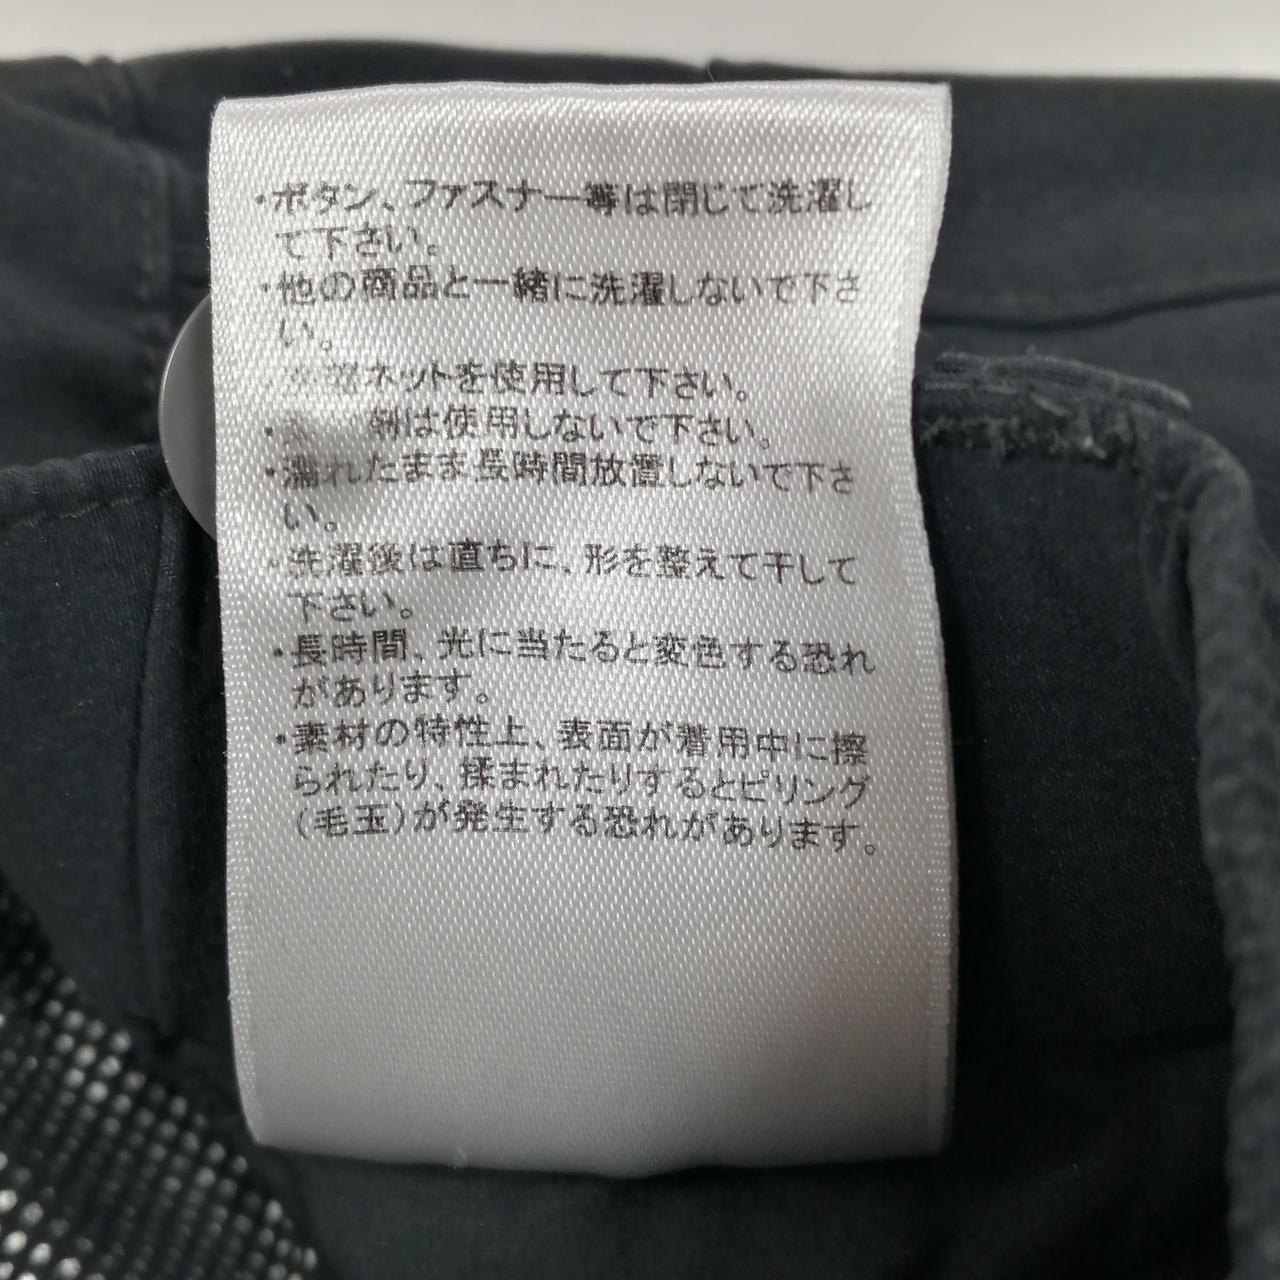 ・ボタン、ファスナー等は閉じて洗濯し
て下さい。
・他の商品と一緒に洗濯しないで下さ
い。
ネットを使用して下さい。
・剤は使用しないで下さい。
・濡れたまま長時間放置しないで下さ
い。
・洗濯後は直ちに、形を整えて干して
下さい。
・長時間、光に当たると変色する恐れ
があります。
・素材の特性上、表面が着用中に擦
られたり、揉まれたりするとピリング
(毛玉)が発生する恐れがあります。